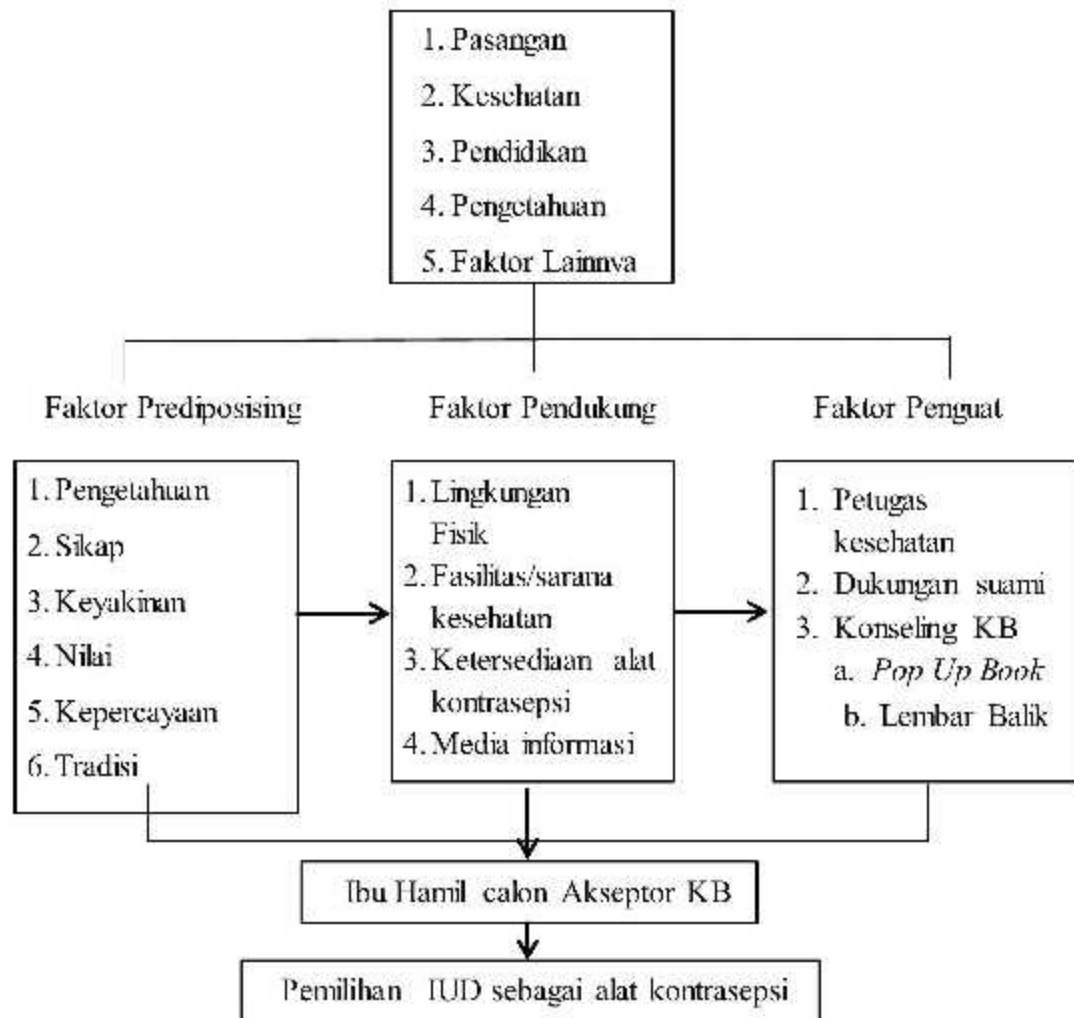 1. Pasangan
2. Kesehatan
3. Pendidikan
4. Pengetahuan
5. Faktor Lainnya
Faktor Prediposising
Faktor Pendukung
Faktor Penguat
1. Pengetahuan
2. Sikap
3. Keyakinan
4. Nilai
5. Kepercayaan
6. Tradisi
1. Lingkungan
Fisik
2. Fasilitas/sarana
kesehatan
3. Ketersediaan alat
kontrasepsi
4. Media informasi
1. Petugas
kesehatan
2. Dukungan suami
3. Konseling KB
a. Pop Up Book
b. Lembar Balik
Ibu Hamil calon Akseptor KB
Pemilihan IUD sebagai alat kontrasepsi